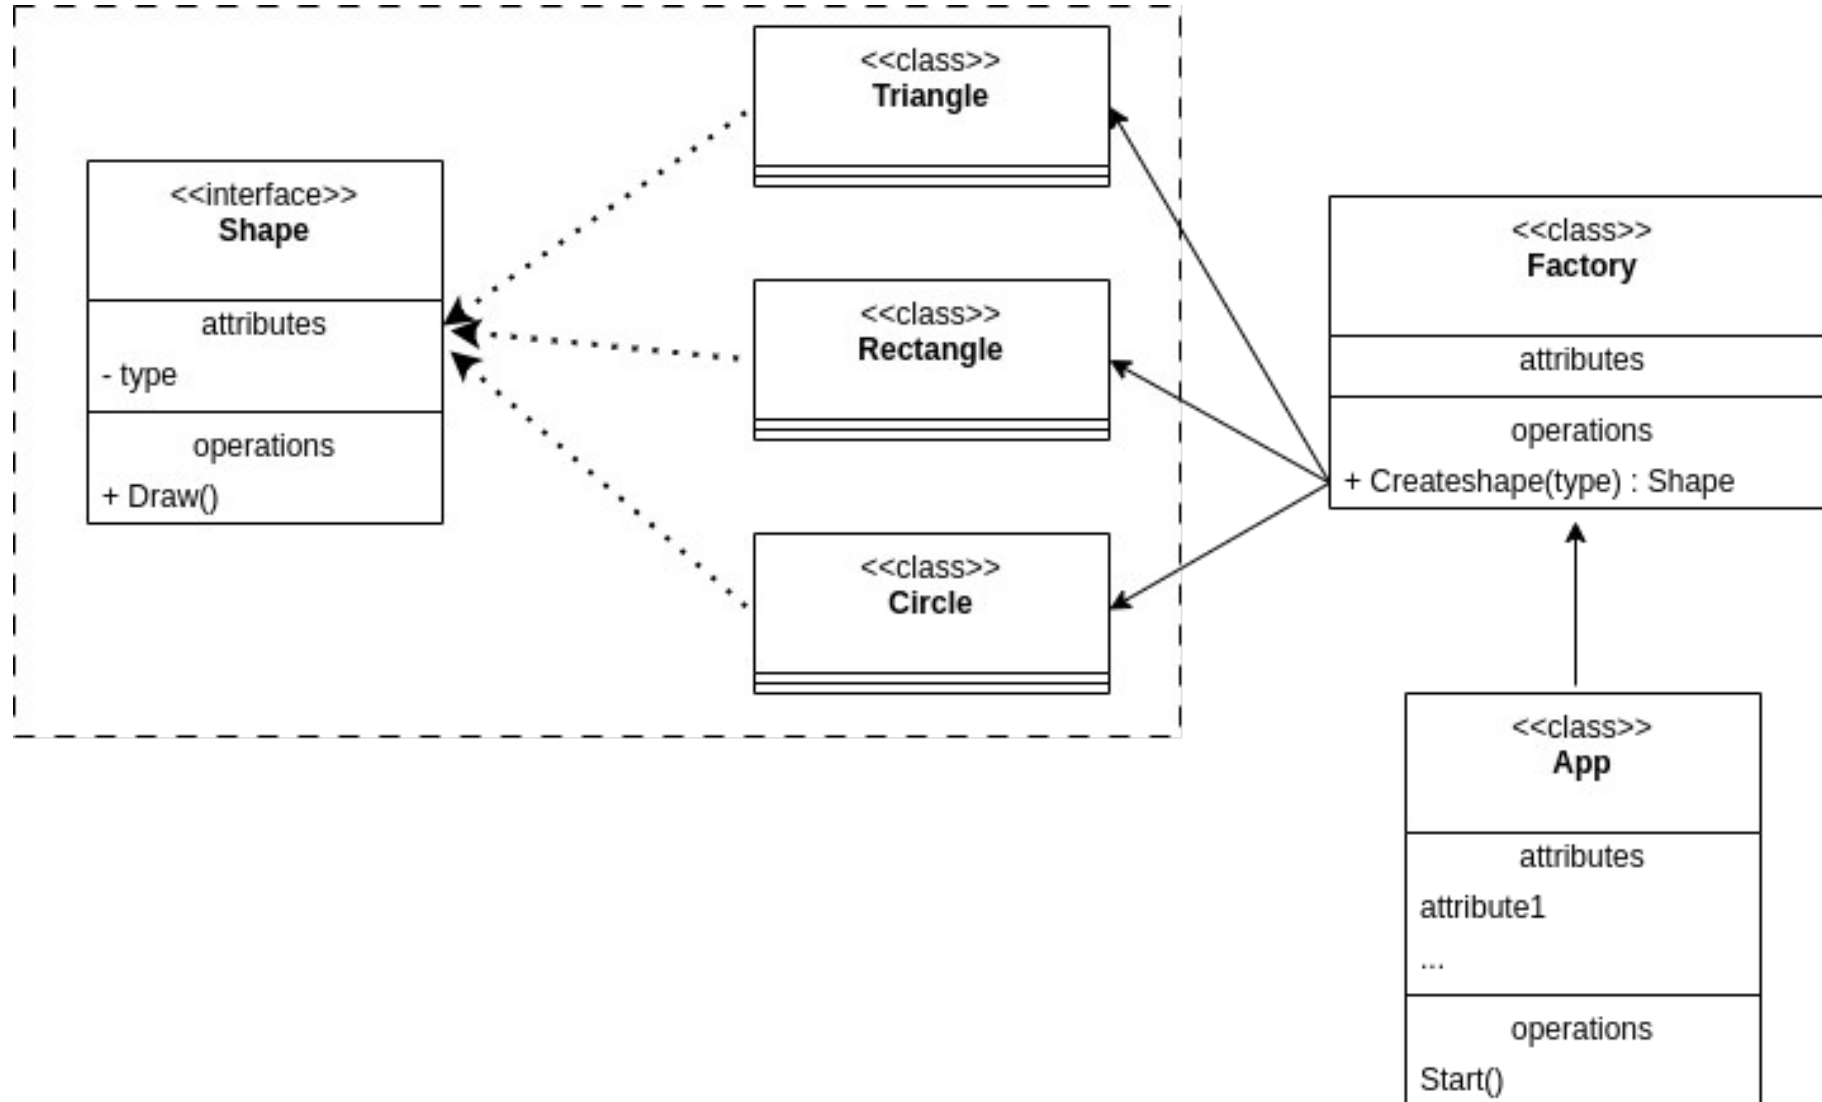 <<class>>
Triangle
<<interface>>
Shape
attributes
- type
operations
+ Draw()
<<class>>
Rectangle
<<class>>
Circle
<<class>>
Factory
attributes
operations
+ Createshape(type) : Shape
<<class>>
App
attributes
attribute1
...
operations
Start()